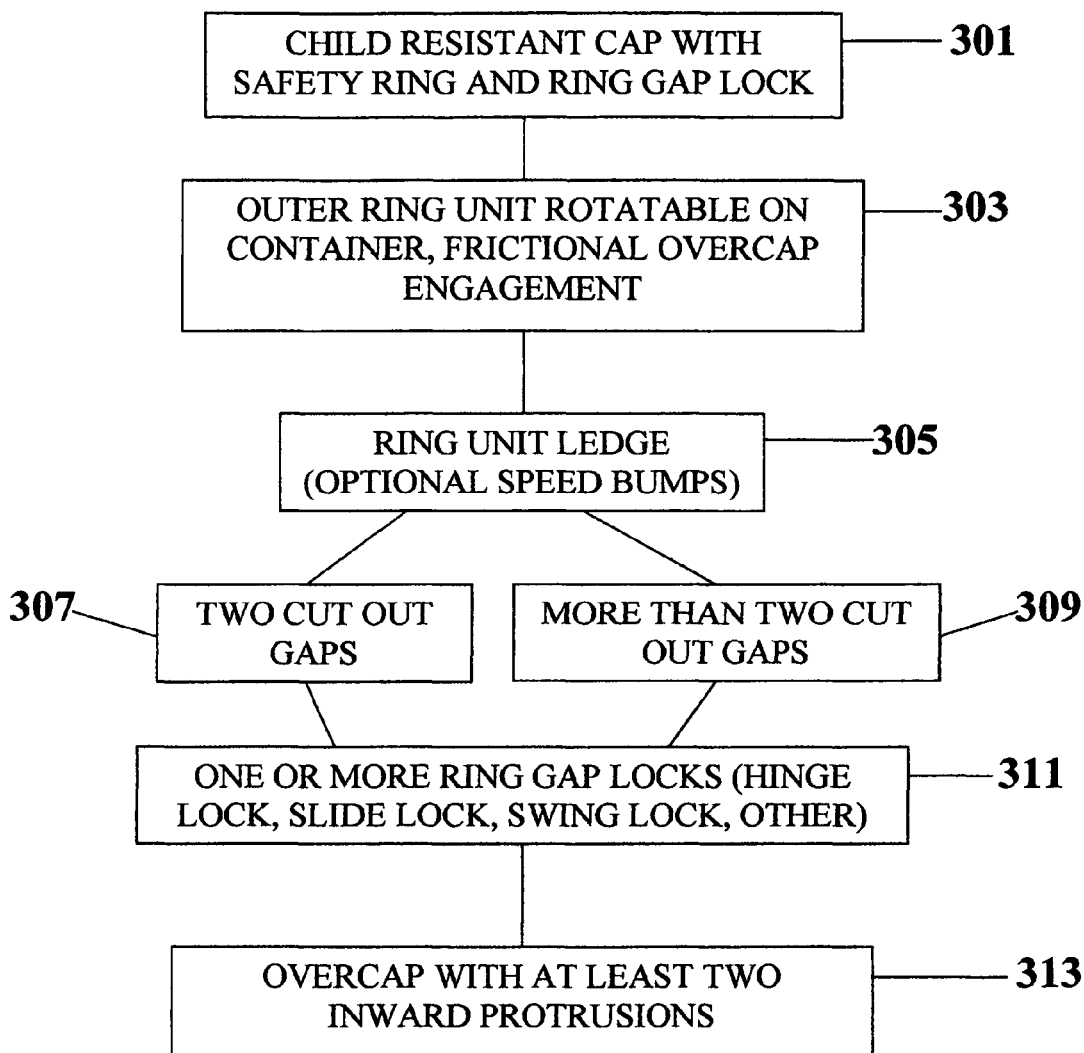 CHILD RESISTANT CAP WITH
SAFETY RING AND RING GAP LOCK
301
OUTER RING UNIT ROTATABLE ON
CONTAINER, FRICTIONAL OVERCAP
ENGAGEMENT
303
RING UNIT LEDGE
(OPTIONAL SPEED BUMPS)
305
307
TWO CUT OUT
GAPS
MORE THAN TWO CUT
OUT GAPS
309
ONE OR MORE RING GAP LOCKS (HINGE
LOCK, SLIDE LOCK, SWING LOCK, OTHER)
311
OVERCAP WITH AT LEAST TWO
INWARD PROTRUSIONS
313